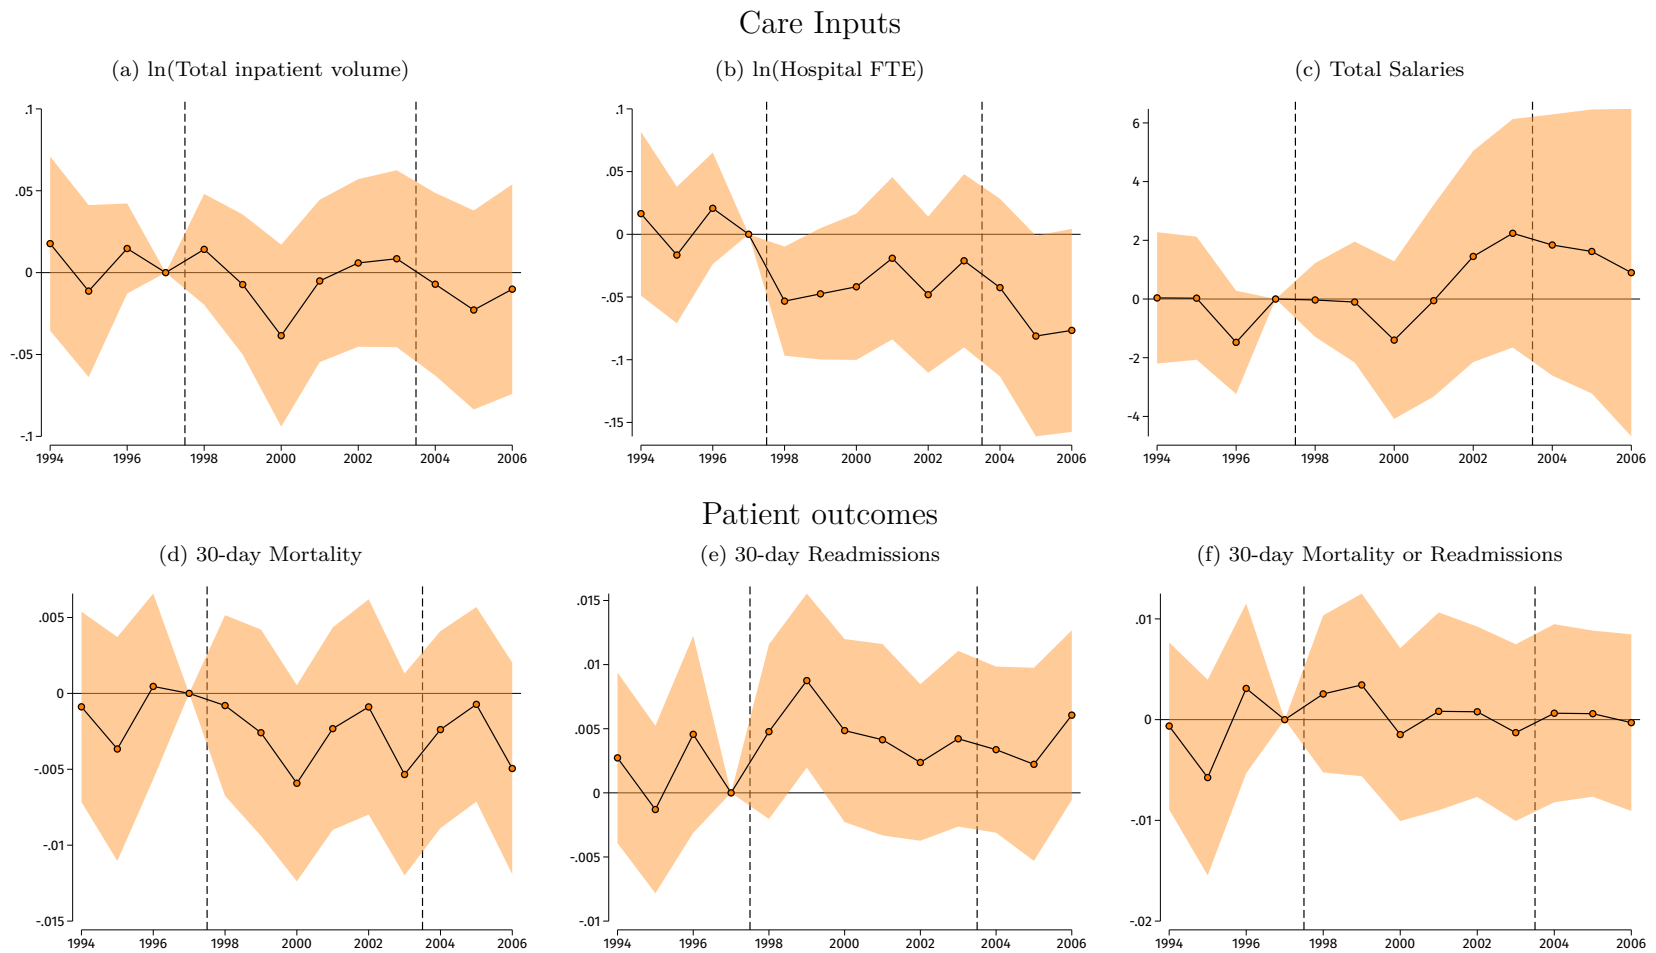 Care Inputs
(a) ln(Total inpatient volume)
.1
.05
0
-.05
-.1
1994 1996 1998 2000 2002 2004 2006
(b) ln(Hospital FTE)
.1
.05
0
-.05
-.1
-.15
1994 1996 1998 2000 2002 2004 2006
(c) Total Salaries
6
4
2
0
-2
-4
1994 1996 1998 2000 2002 2004 2006
Patient outcomes
(d) 30-day Mortality
.005
0
-.005
-.01
-.015
1994 1996 1998 2000 2002 2004 2006
(e) 30-day Readmissions
.015
.01
.005
0
-.005
-.01
1994 1996 1998 2000 2002 2004 2006
(f) 30-day Mortality or Readmissions
.01
0
-.01
-.02
1994 1996 1998 2000 2002 2004 2006